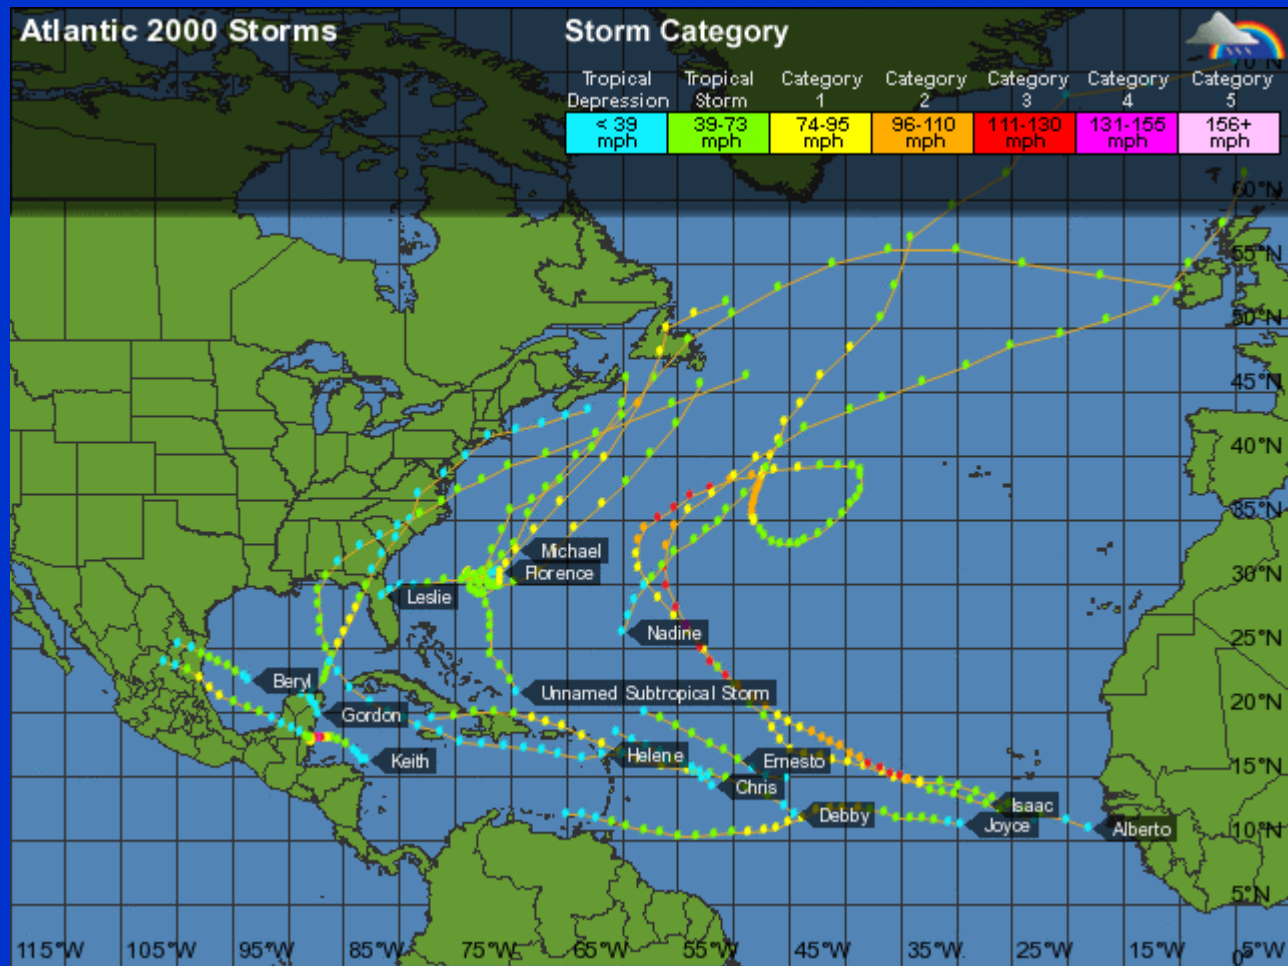 Atlantic 2000 Storms
Storm Category
Tropical Depression
Tropical Storm
Category 1
Category 2
Category 3
Category 4
Category 5
< 39 mph
39-73 mph
74-95 mph
96-110 mph
111-130 mph
131-155 mph
156+ mph
60°N
55°N
50°N
45°N
40°N
35°N
30°N
25°N
20°N
15°N
10°N
5°N
0°
Michael
Florence
Leslie
Nadine
Beryl
Unnamed Subtropical Storm
Gordon
Keith
Helene
Ernesto
Chris
Isaac
Debby
Joyce
Alberto
115°W
105°W
95°W
85°W
75°W
65°W
55°W
45°W
35°W
25°W
15°W
5°W